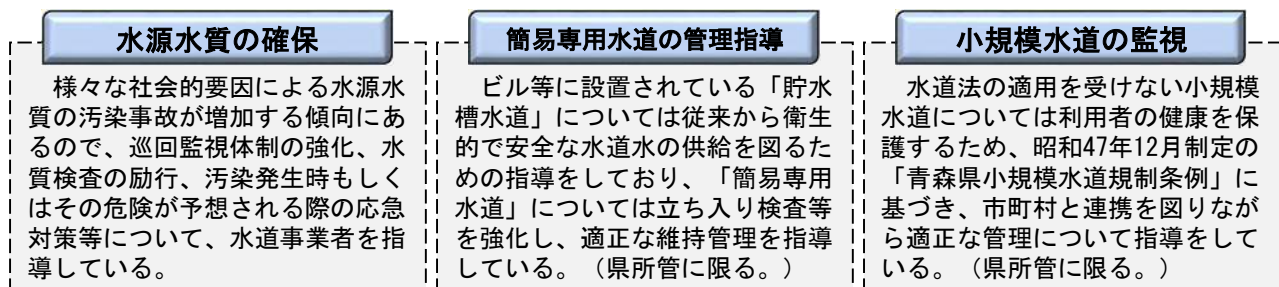 水源水質の確保
様々な社会的要因による水源水
質の汚染事故が増加する傾向にあ
るので、巡回監視体制の強化、水
質検査の励行、汚染発生時もしく
はその危険が予想される際の応急
対策等について、水道事業者を指
導している。
簡易専用水道の管理指導
ビル等に設置されている「貯水
槽水道」については従来から衛生
的で安全な水道水の供給を図るた
めの指導をしており、「簡易専用
水道」については立ち入り検査等
を強化し、適正な維持管理を指導
している。（県所管に限る。）
小規模水道の監視
水道法の適用を受けない小規模
水道については利用者の健康を保
護するため、昭和47年12月制定の
「青森県小規模水道規制条例」に
基づき、市町村と連携を図りなが
ら適正な管理について指導をして
いる。（県所管に限る。）